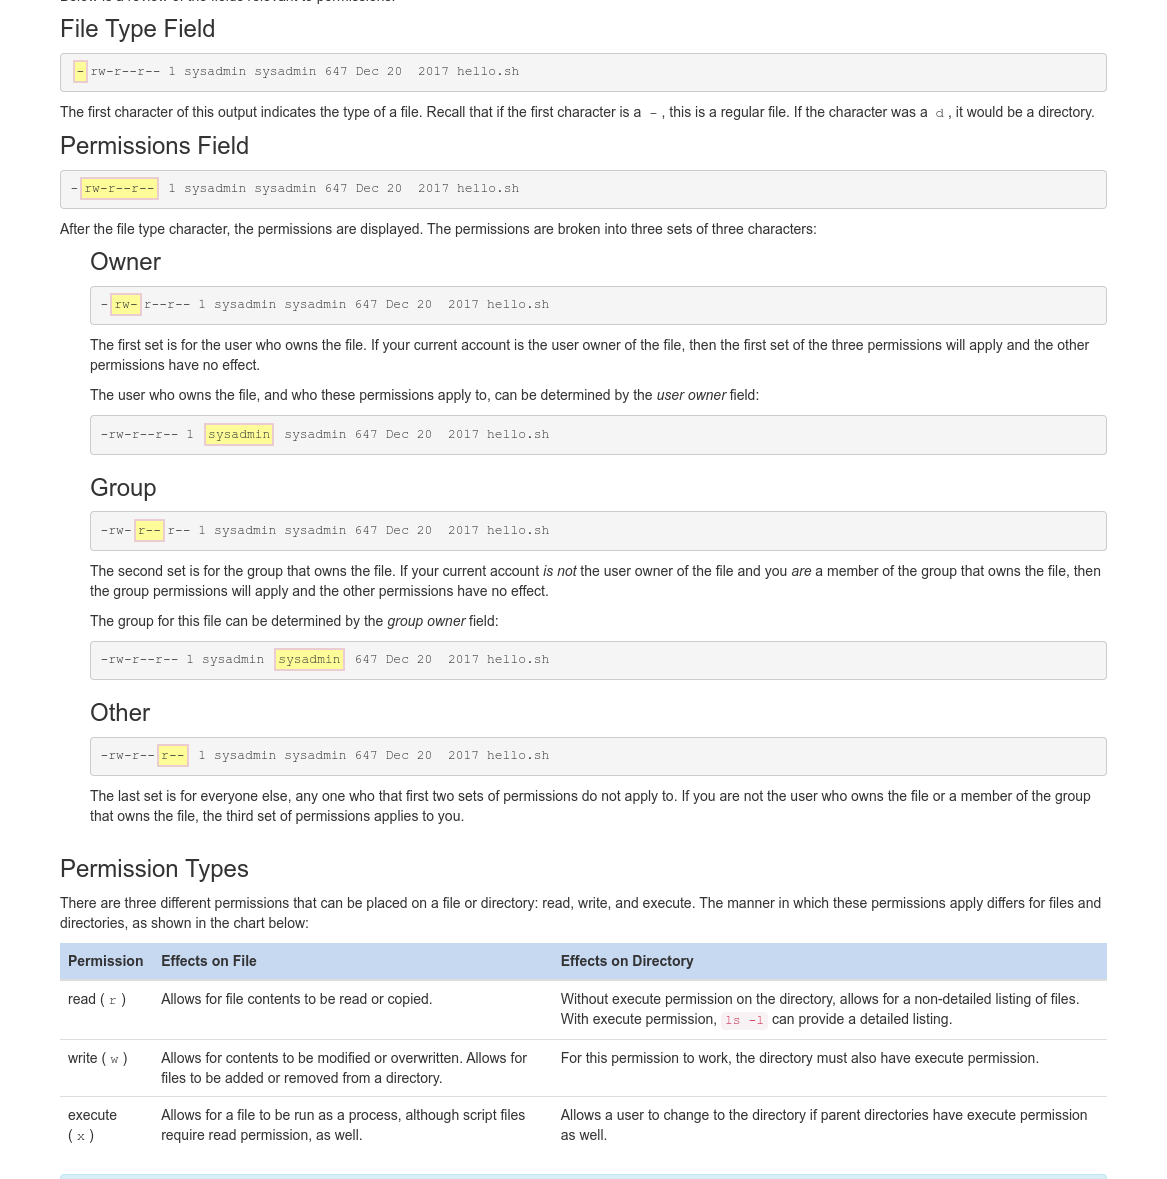 File Type Field
-rw-r--r-- 1 sysadmin sysadmin 647 Dec 20  2017 hello.sh
The first character of this output indicates the type of a file. Recall that if the first character is a - , this is a regular file. If the character was a d , it would be a directory.
Permissions Field
-rw-r--r-- 1 sysadmin sysadmin 647 Dec 20  2017 hello.sh
After the file type character, the permissions are displayed. The permissions are broken into three sets of three characters:
Owner
-rw-r--r-- 1 sysadmin sysadmin 647 Dec 20  2017 hello.sh
The first set is for the user who owns the file. If your current account is the user owner of the file, then the first set of the three permissions will apply and the other
permissions have no effect.
The user who owns the file, and who these permissions apply to, can be determined by the user owner field:
-rw-r--r-- 1 sysadmin sysadmin 647 Dec 20  2017 hello.sh
Group
-rw-r--r-- 1 sysadmin sysadmin 647 Dec 20  2017 hello.sh
The second set is for the group that owns the file. If your current account is not the user owner of the file and you are a member of the group that owns the file, then
the group permissions will apply and the other permissions have no effect.
The group for this file can be determined by the group owner field:
-rw-r--r-- 1 sysadmin sysadmin 647 Dec 20  2017 hello.sh
Other
-rw-r--r-- 1 sysadmin sysadmin 647 Dec 20  2017 hello.sh
The last set is for everyone else, any one who that first two sets of permissions do not apply to. If you are not the user who owns the file or a member of the group
that owns the file, the third set of permissions applies to you.
Permission Types
There are three different permissions that can be placed on a file or directory: read, write, and execute. The manner in which these permissions apply differs for files and
directories, as shown in the chart below:
Permission Effects on File Effects on Directory
read ( r ) Allows for file contents to be read or copied. Without execute permission on the directory, allows for a non-detailed listing of files.
With execute permission, ls -l can provide a detailed listing.
write ( w ) Allows for contents to be modified or overwritten. Allows for For this permission to work, the directory must also have execute permission.
files to be added or removed from a directory.
execute Allows for a file to be run as a process, although script files Allows a user to change to the directory if parent directories have execute permission
( x ) require read permission, as well. as well.